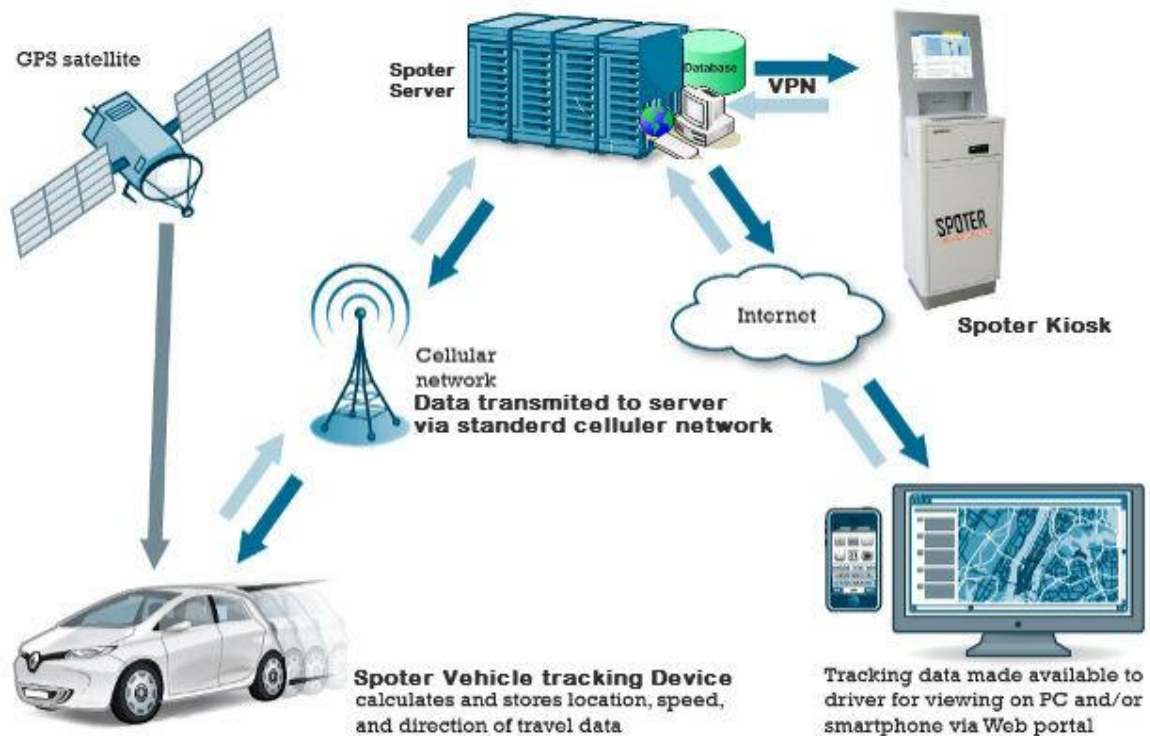 GPS satellite
Spoter
Server
Database
VPN
SPOTER
Spoter Kiosk
Internet
Cellular
network
Data transmited to server
via standerd celluler network
Spoter Vehicle tracking Device
calculates and stores location, speed,
and direction of travel data
Tracking data made available to
driver for viewing on PC and/or
smartphone via Web portal